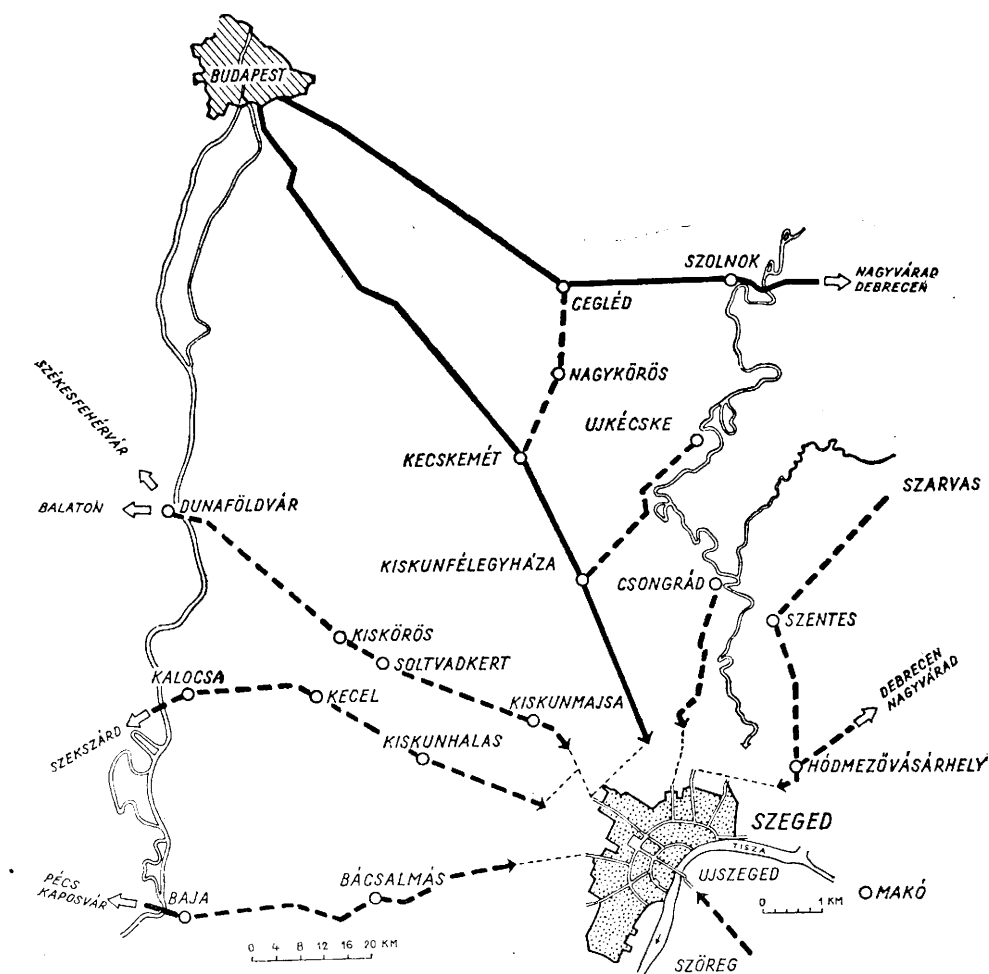 BUDAPEST
SZOLNOK
NAGYVÁRAD
DEBRECEN
CEGLÉD
NAGYKÖRÖS
SZÉKESFEHÉRVÁR
UJKÉCSKE
KECSKEMÉT
SZARVAS
BALATON
DUNAFÖLDVÁR
KISKUNFÉLEGYHÁZA
CSONGRÁD
SZENTES
KISKÖRÖS
SOLTVADKERT
KALOCSA
KECEL
DEBRECEN
NAGYVÁRAD
KISKUNMAJSA
SZEKSZÁRD
KISKUNHALAS
HÓDMEZŐVÁSÁRHELY
SZEGED
TISZA
UJSZEGED
PÉCS
KAPOSVÁR
BÁCSALMÁS
BAJA
MAKÓ
0 1 KM
0 4 8 12 16 20 KM
SZÖREG